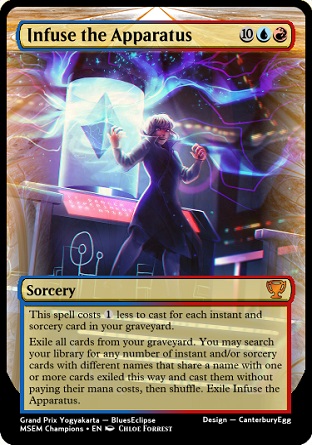 Infuse the Apparatus 10
Sorcery
This spell costs 1 less to cast for each instant and
sorcery card in your graveyard.
Exile all cards from your graveyard. You may search
your library for any number of instant and/or sorcery
cards with different names that share a name with
one or more cards exiled this way and cast them without
paying their mana costs, then shuffle. Exile Infuse the
Apparatus.
Grand Prix Yogyakarta — BluesEclipse Design — CanterburyEgg
MSEM Champions • EN Chloe Forrest